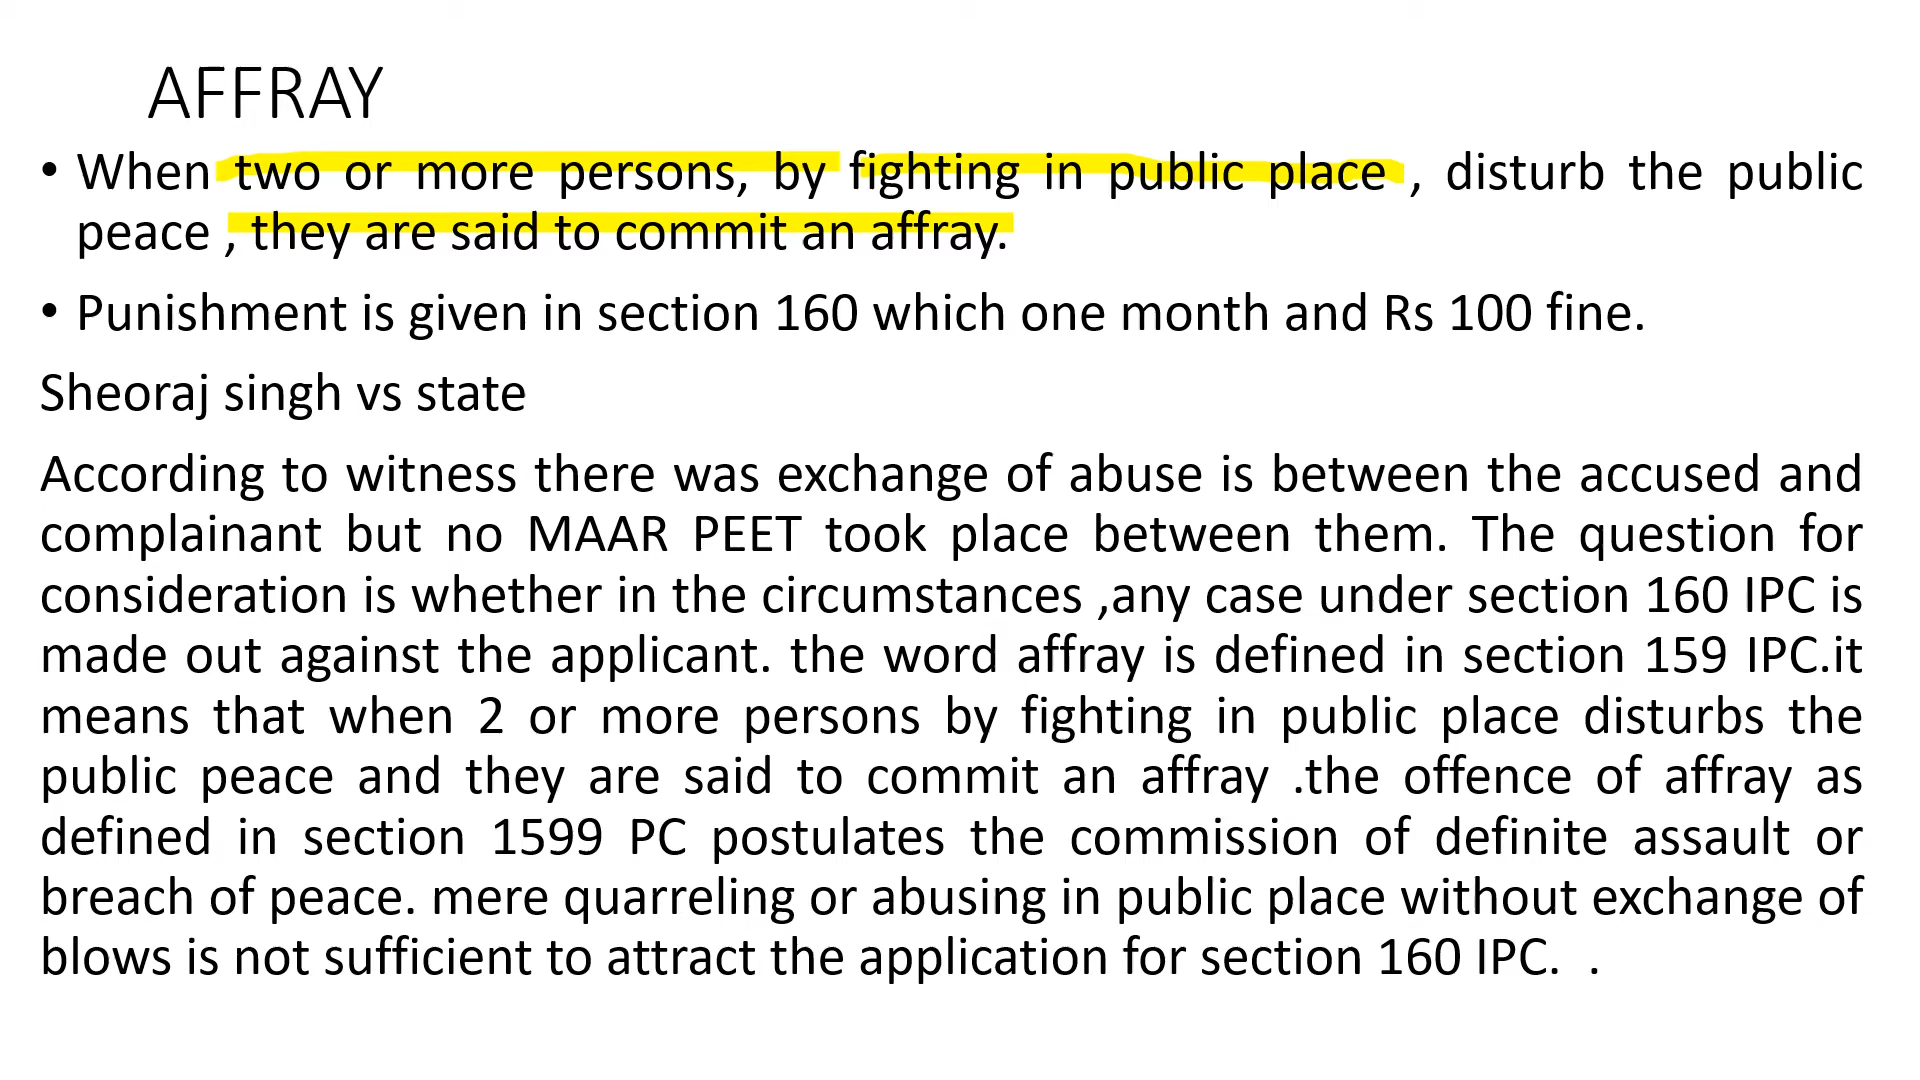 AFFRAY
• When two or more persons, by fighting in public place , disturb the public
peace , they are said to commit an affray.
• Punishment is given in section 160 which one month and Rs 100 fine.
Sheoraj singh vs state
According to witness there was exchange of abuse is between the accused and
complainant but no MAAR PEET took place between them. The question for
consideration is whether in the circumstances ,any case under section 160 IPC is
made out against the applicant. the word affray is defined in section 159 IPC.it
means that when 2 or more persons by fighting in public place disturbs the
public peace and they are said to commit an affray .the offence of affray as
defined in section 1599 PC postulates the commission of definite assault or
breach of peace. mere quarreling or abusing in public place without exchange of
blows is not sufficient to attract the application for section 160 IPC.  .